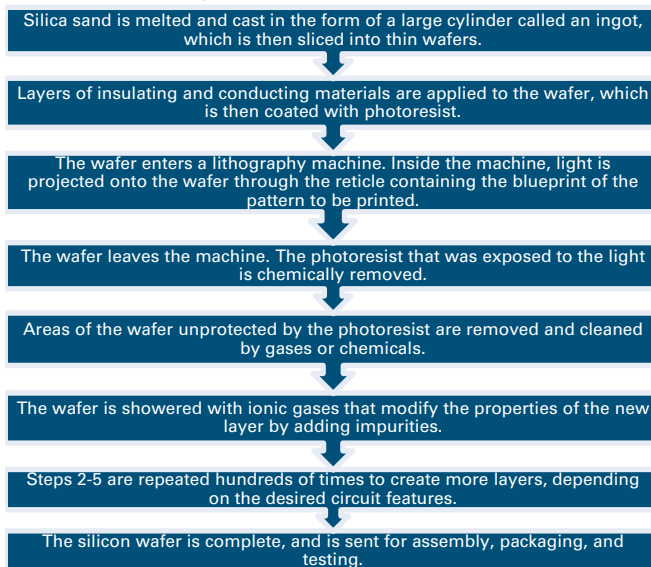 Silica sand is melted and cast in the form of a large cylinder called an ingot,
which is then sliced into thin wafers.
Layers of insulating and conducting materials are applied to the wafer, which
is then coated with photoresist.
The wafer enters a lithography machine. Inside the machine, light is
projected onto the wafer through the reticle containing the blueprint of the
pattern to be printed.
The wafer leaves the machine. The photoresist that was exposed to the light
is chemically removed.
Areas of the wafer unprotected by the photoresist are removed and cleaned
by gases or chemicals.
The wafer is showered with ionic gases that modify the properties of the new
layer by adding impurities.
Steps 2-5 are repeated hundreds of times to create more layers, depending
on the desired circuit features.
The silicon wafer is complete, and is sent for assembly, packaging, and
testing.